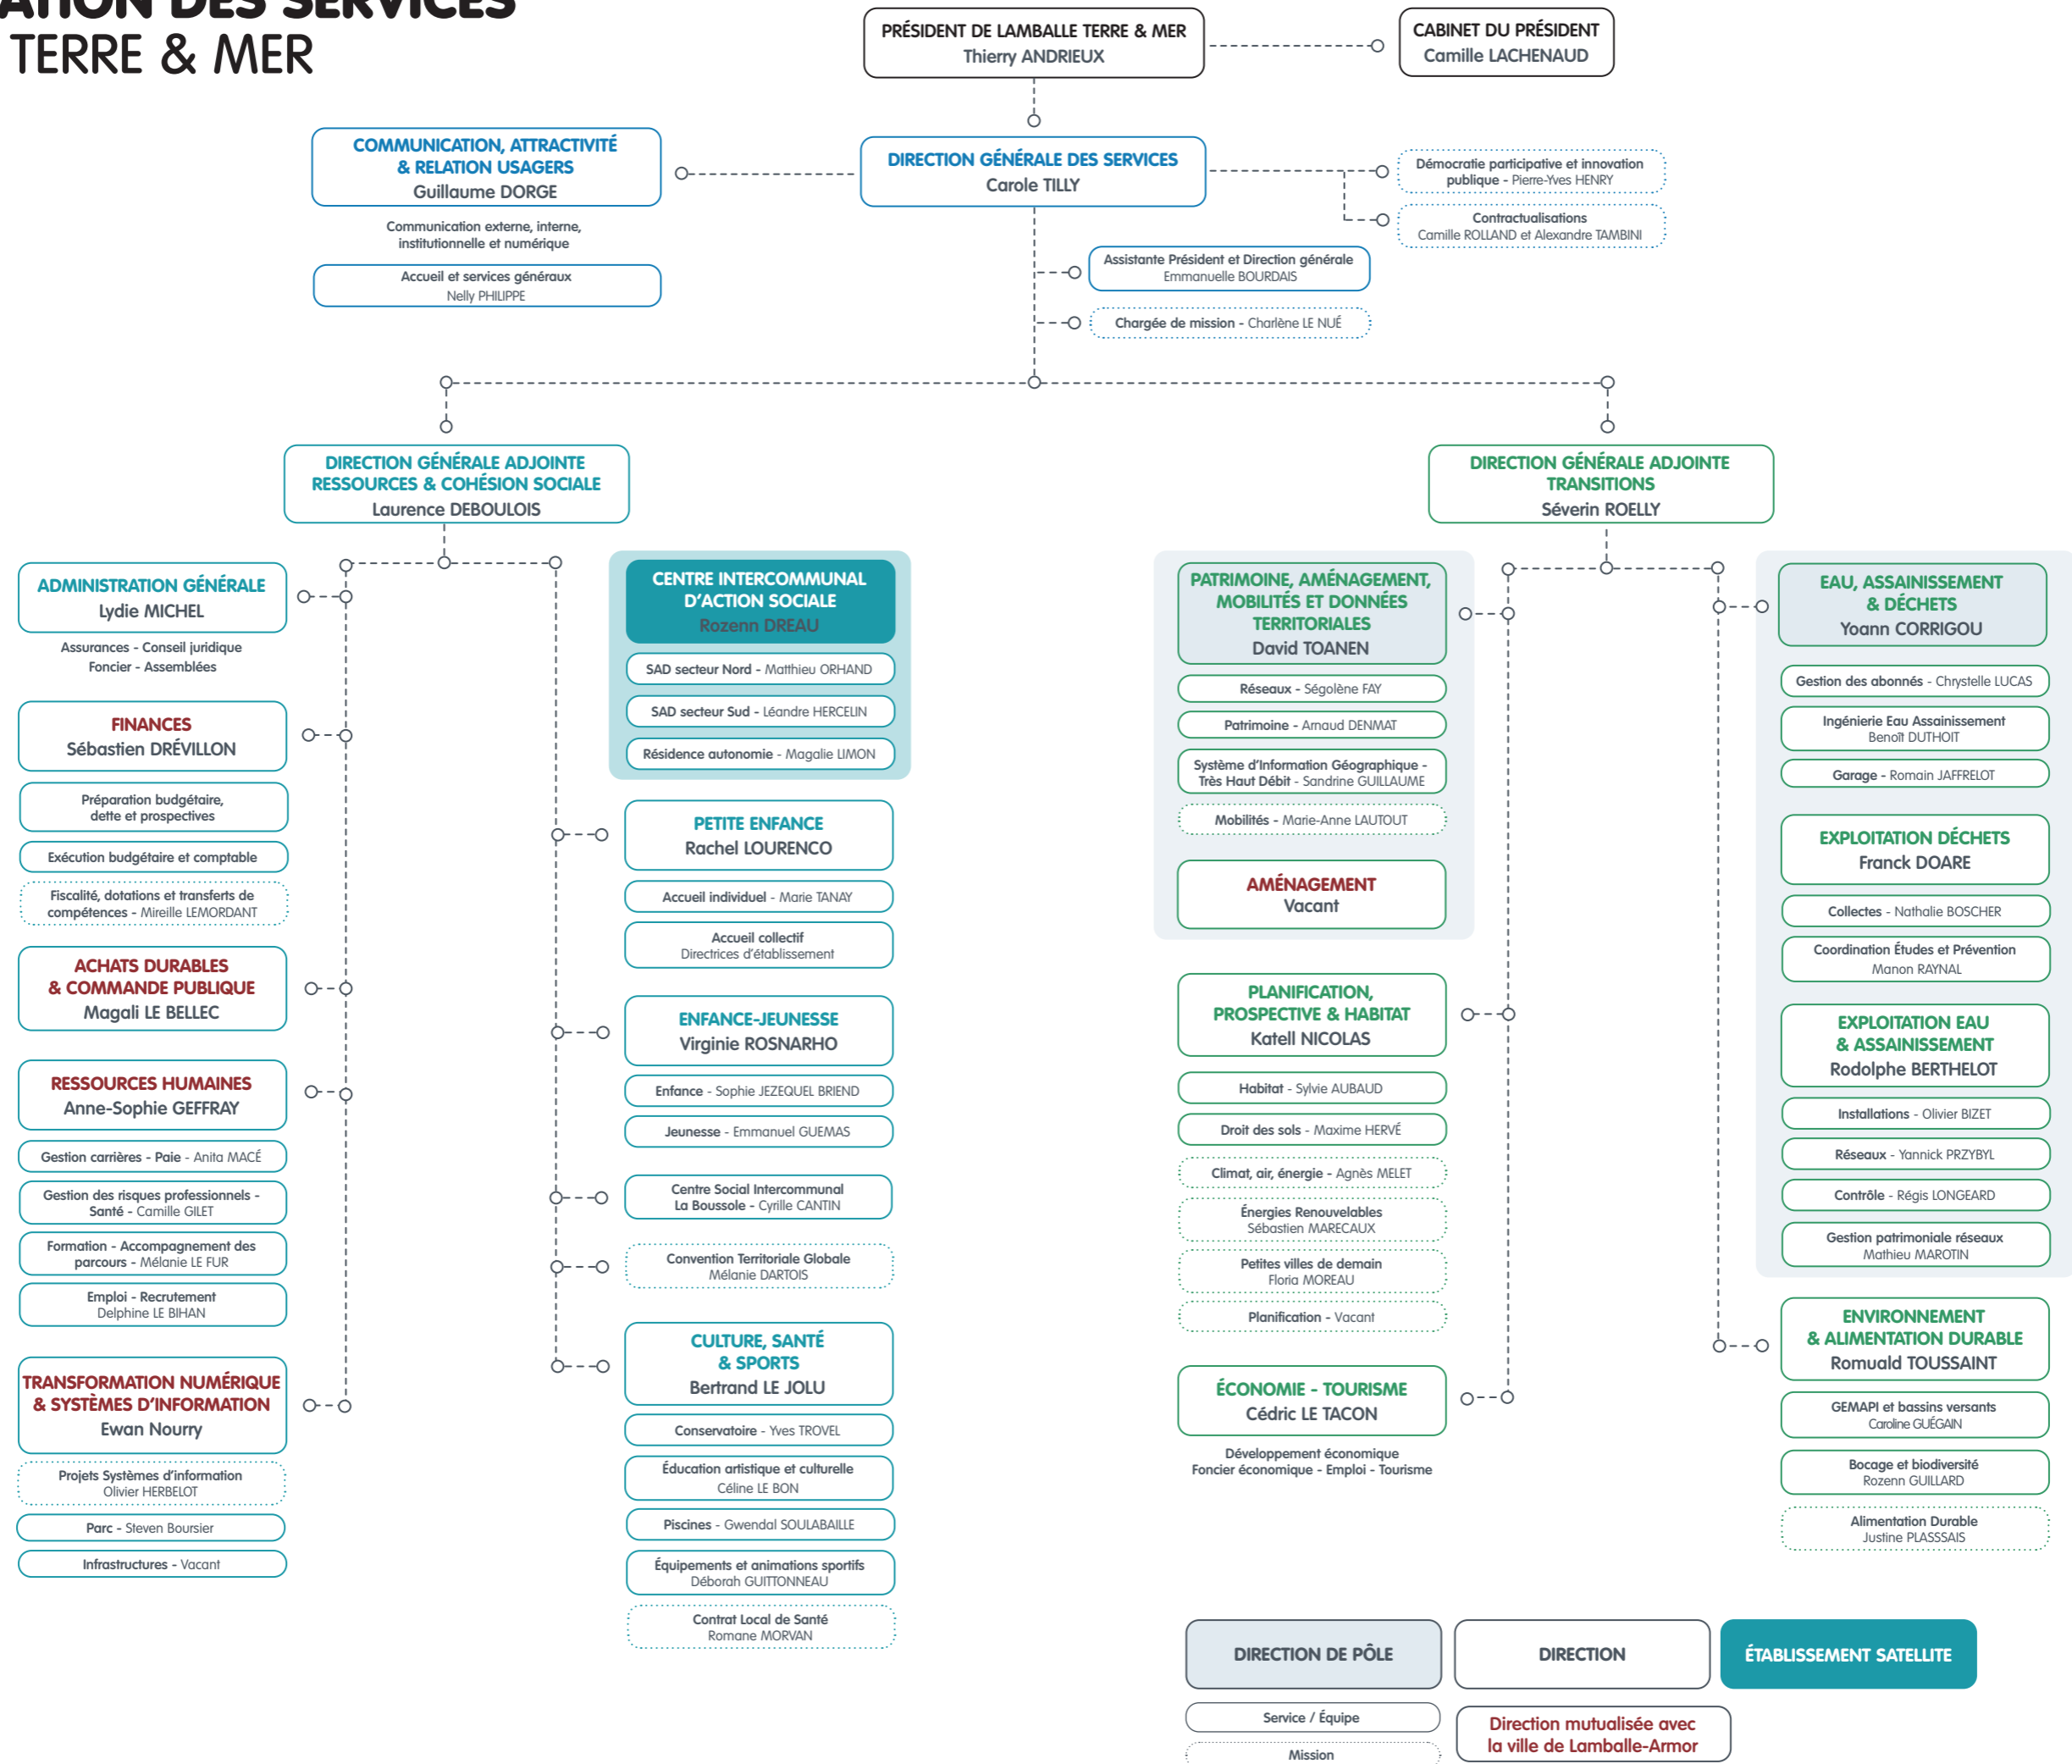 ATION DES SERVICES
TERRE & MER
PRÉSIDENT DE LAMBALLE TERRE & MER
Thierry ANDRIEUX
CABINET DU PRÉSIDENT
Camille LACHENAUD
COMMUNICATION, ATTRACTIVITÉ
& RELATION USAGERS
Guillaume DORGE
Communication externe, interne,
institutionnelle et numérique
Accueil et services généraux
Nelly PHILIPPE
DIRECTION GÉNÉRALE DES SERVICES
Carole TILLY
Démocratie participative et innovation
publique - Pierre-Yves HENRY
Contractualisations
Camille ROLLAND et Alexandre TAMBINI
Assistante Président et Direction générale
Emmanuelle BOURDAIS
Chargée de mission - Charlène LE NUÉ
DIRECTION GÉNÉRALE ADJOINTE
RESSOURCES & COHÉSION SOCIALE
Laurence DEBOULOIS
ADMINISTRATION GÉNÉRALE
Lydie MICHEL
Assurances - Conseil juridique
Foncier - Assemblées
FINANCES
Sébastien DRÉVILLON
Préparation budgétaire,
dette et prospectives
Exécution budgétaire et comptable
Fiscalité, dotations et transferts de
compétences - Mireille LEMORDANT
ACHATS DURABLES
& COMMANDE PUBLIQUE
Magali LE BELLEC
RESSOURCES HUMAINES
Anne-Sophie GEFFRAY
Gestion carrières - Paie - Anita MACÉ
Gestion des risques professionnels -
Santé - Camille GILET
Formation - Accompagnement des
parcours - Mélanie LE FUR
Emploi - Recrutement
Delphine LE BIHAN
TRANSFORMATION NUMÉRIQUE
& SYSTÈMES D'INFORMATION
Ewan Nourry
Projets Systèmes d'information
Olivier HERBELOT
Parc - Steven Boursier
Infrastructures - Vacant
CENTRE INTERCOMMUNAL
D'ACTION SOCIALE
Rozenn DREAU
SAD secteur Nord - Matthieu ORHAND
SAD secteur Sud - Léandre HERCELIN
Résidence autonomie - Magalie LIMON
PETITE ENFANCE
Rachel LOURENCO
Accueil individuel - Marie TANAY
Accueil collectif
Directrices d'établissement
ENFANCE-JEUNESSE
Virginie ROSNARHO
Enfance - Sophie JEZEQUEL BRIEND
Jeunesse - Emmanuel GUEMAS
Centre Social Intercommunal
La Boussole - Cyrille CANTIN
Convention Territoriale Globale
Mélanie DARTOIS
CULTURE, SANTÉ
& SPORTS
Bertrand LE JOLU
Conservatoire - Yves TROVEL
Éducation artistique et culturelle
Céline LE BON
Piscines - Gwendal SOULABAILLE
Équipements et animations sportifs
Déborah GUITTONNEAU
Contrat Local de Santé
Romane MORVAN
DIRECTION GÉNÉRALE ADJOINTE
TRANSITIONS
Séverin ROELLY
PATRIMOINE, AMÉNAGEMENT,
MOBILITÉS ET DONNÉES
TERRITORIALES
David TOANEN
Réseaux - Ségolène FAY
Patrimoine - Arnaud DENMAT
Système d'Information Géographique -
Très Haut Débit - Sandrine GUILLAUME
Mobilités - Marie-Anne LAUTOUT
AMÉNAGEMENT
Vacant
PLANIFICATION,
PROSPECTIVE & HABITAT
Katell NICOLAS
Habitat - Sylvie AUBAUD
Droit des sols - Maxime HERVÉ
Climat, air, énergie - Agnès MELET
Énergies Renouvelables
Sébastien MARECAUX
Petites villes de demain
Floria MOREAU
Planification - Vacant
ÉCONOMIE - TOURISME
Cédric LE TACON
Développement économique
Foncier économique - Emploi - Tourisme
EAU, ASSAINISSEMENT
& DÉCHETS
Yoann CORRIGOU
Gestion des abonnés - Chrystelle LUCAS
Ingénierie Eau Assainissement
Benoît DUTHOIT
Garage - Romain JAFFRELOT
EXPLOITATION DÉCHETS
Franck DOARE
Collectes - Nathalie BOSCHER
Coordination Études et Prévention
Manon RAYNAL
EXPLOITATION EAU
& ASSAINISSEMENT
Rodolphe BERTHELOT
Installations - Olivier BIZET
Réseaux - Yannick PRZYBYL
Contrôle - Régis LONGEARD
Gestion patrimoniale réseaux
Mathieu MAROTIN
ENVIRONNEMENT
& ALIMENTATION DURABLE
Romuald TOUSSAINT
GEMAPI et bassins versants
Caroline GUÉGAIN
Bocage et biodiversité
Rozenn GUILLARD
Alimentation Durable
Justine PLASSSAIS
DIRECTION DE PÔLE
DIRECTION
ÉTABLISSEMENT SATELLITE
Service / Équipe
Mission
Direction mutualisée avec
la ville de Lamballe-Armor